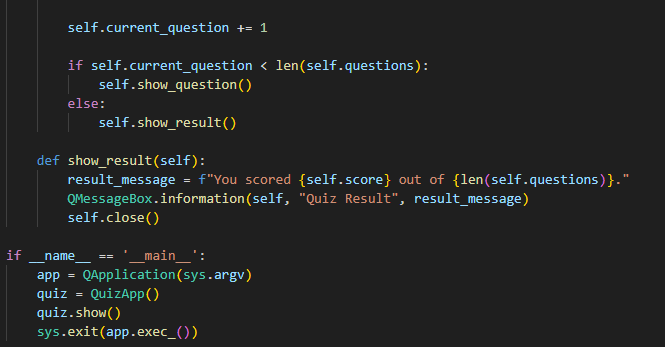 self.current_question += 1
if self.current_question < len(self.questions):
self.show_question()
else:
self.show_result()
def show_result(self):
result_message = f"You scored {self.score} out of {len(self.questions)}."
QMessageBox.information(self, "Quiz Result", result_message)
self.close()
if __name__ == '__main__':
app = QApplication(sys.argv)
quiz = QuizApp()
quiz.show()
sys.exit(app.exec_())